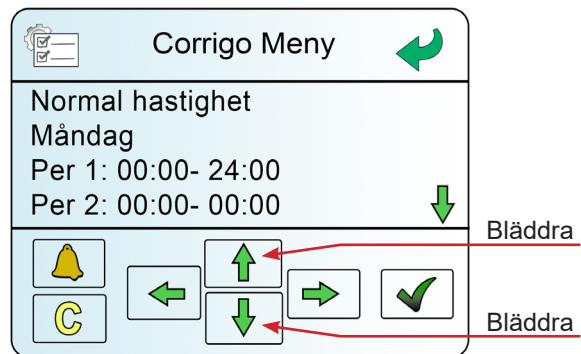 Corrigo Meny
Normal hastighet
Måndag
Per 1: 00:00- 24:00
Per 2: 00:00- 00:00
Bläddra
C
Bläddra